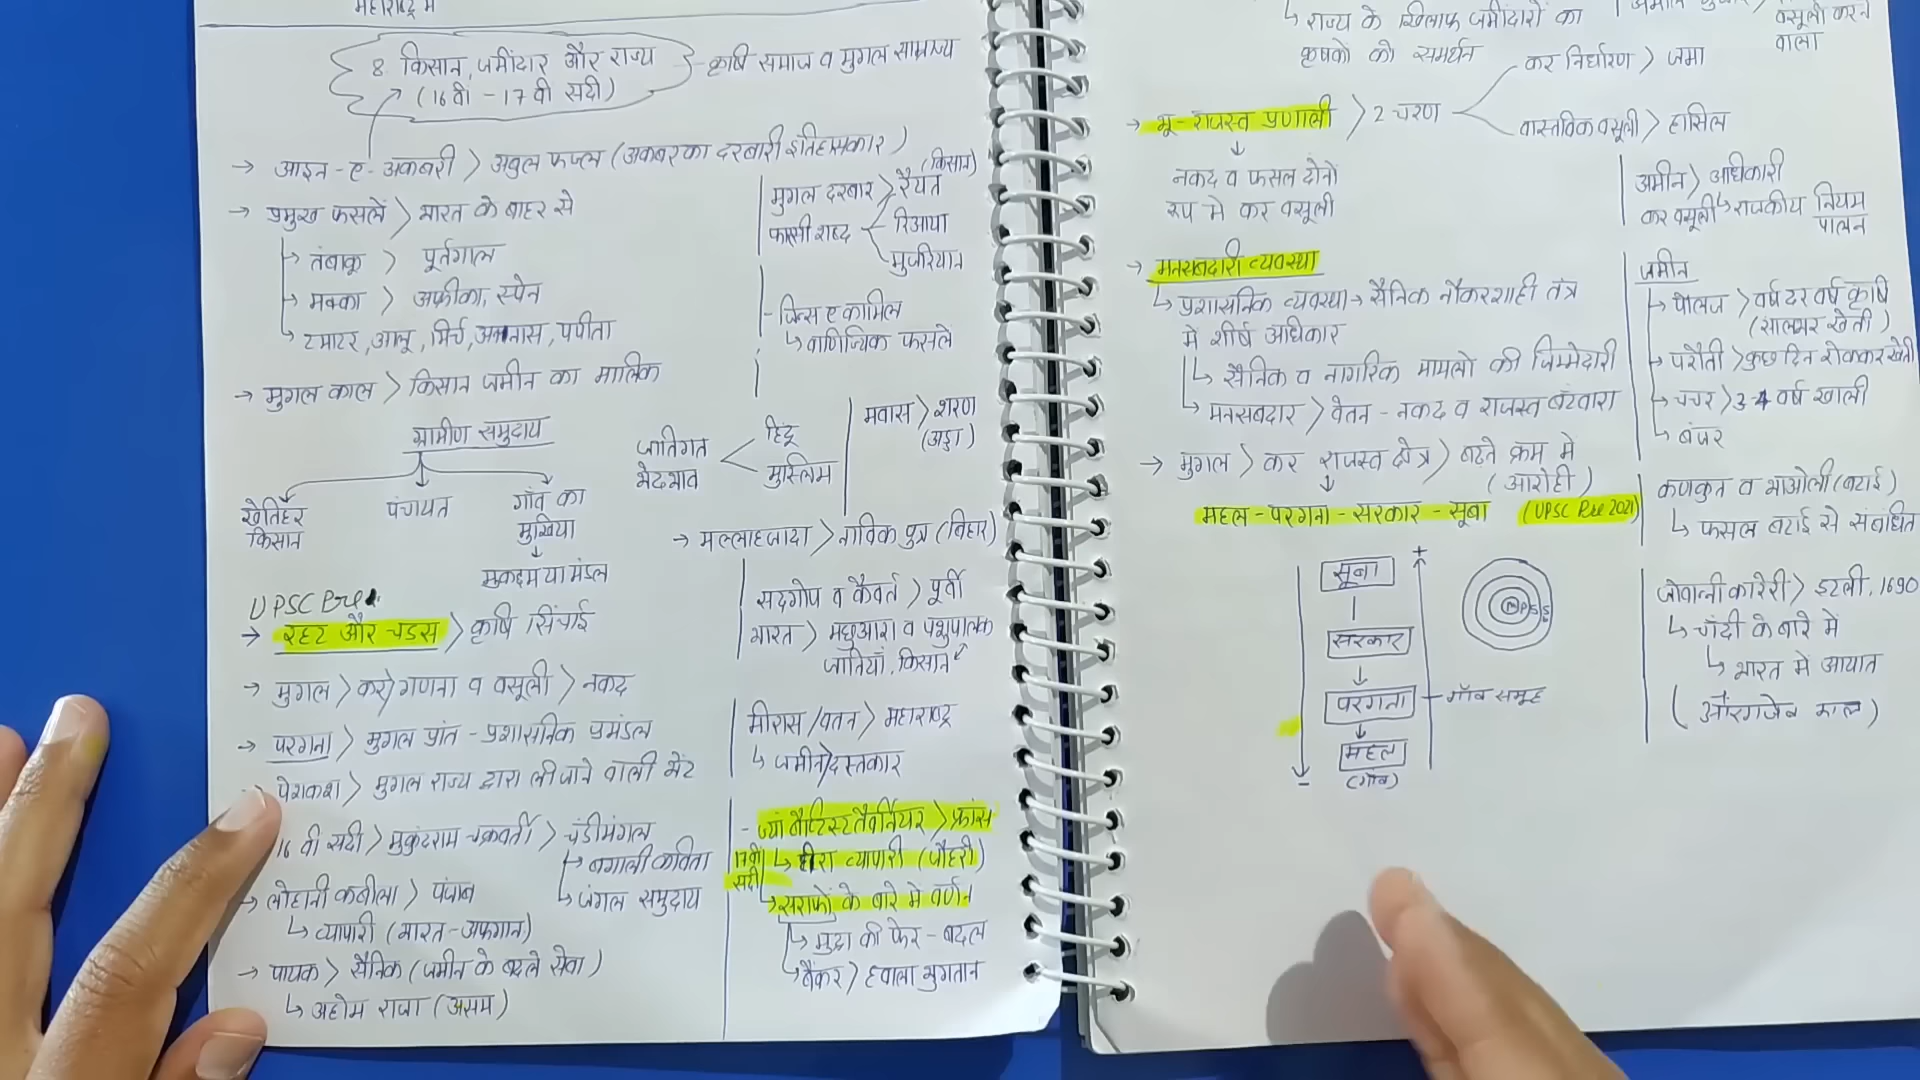 महाराष्ट्र में
8 किसान, जमींदार और राज्य - कृषि समाज व मुगल साम्राज्य
(16वी - 17वी सदी)
→ आइन-ए-अकबरी > अबुल फज्ल (अकबर का दरबारी इतिहासकार)
→ प्रमुख फसलें > भारत के बाहर से
↳ तंबाकू > पूर्तगाल
↳ मक्का > अफ्रीका, स्पेन
↳ टमाटर, आलू, मिर्च, अनानास, पपीता
→ मुगल काल > किसान जमीन का मालिक
ग्रामीण समुदाय
खेतिहर किसान
पंचायत
गाँव का मुखिया
↓
मुकद्दम या मंडल
UPSC Pre
→ रहट और चडस > कृषि सिंचाई
→ मुगल > कर > गणना व वसूली > नकद
→ परगना > मुगल प्रांत - प्रशासनिक प्रमंडल
→ पेशकश > मुगल राज्य द्वारा ली जाने वाली भेंट
16 वी सदी > मुकुंदराम चक्रवर्ती > चंडीमंगल
↳ बंगाली कविता
↳ जंगल समुदाय
→ लोहानी कबीला > पंजाब
↳ व्यापारी (भारत-अफगान)
→ पायक > सैनिक (जमीन के बदले सेवा)
↳ अहोम राजा (असम)
(किसान)
मुगल दरबार > रैयत
फारसी शब्द
रिआया
मुजरियान
- जिन्स ए कामिल
↳ वाणिज्यिक फसले
जातिगत भेदभाव
हिंदू
मुस्लिम
मवास > शरण
(अड्डा)
→ मल्लाहजादा > नाविक पुत्र (बिहार)
सदगोप व कैवर्त > पूर्वी
भारत > मछुआरा व पशुपालक
जातियाँ, किसान
मीरास / वतन > महाराष्ट्र
↳ जमीन > दस्तकार
- ज्यां बैप्टिस्ट तैवर्नियर > फ्रांस
17वी सदी
↳ हीरा व्यापारी (जौहरी)
↳ सर्राफों के बारे में वर्णन
↳ मुद्रा की फेर-बदल
↳ बैंकर > हवाला भुगतान
↳ राज्य के खिलाफ जमींदारों का
कृषकों को समर्थन
वसूली करने वाला
→ भू-राजस्व प्रणाली > 2 चरण
कर निर्धारण > जमा
वास्तविक वसूली > हासिल
↓
नकद व फसल दोनों
रूप मे कर वसूली
→ मनसबदारी व्यवस्था
↳ प्रशासनिक व्यवस्था → सैनिक नौकरशाही तंत्र
में शीर्ष अधिकार
↳ सैनिक व नागरिक मामलो की जिम्मेदारी
↳ मनसबदार > वेतन - नकद व राजस्व बंटवारा
→ मुगल > कर राजस्व क्षेत्र > बढ़ते क्रम मे
(आरोही)
↓
महल - परगना - सरकार - सूबा (UPSC Pre 2021)
सूबा
सरकार
परगना - गाँव समूह
महल
(गाँव)
+
-
M P S S
अमीन > अधिकारी
कर वसूली ↳ राजकीय नियम
पालन
जमीन
↳ पोलज > वर्ष दर वर्ष कृषि
(सालभर खेती)
↳ परौती > कुछ दिन रोककर खेती
↳ चचर > 3-4 वर्ष खाली
↳ बंजर
कणकुत व भाओली (बटाई)
↳ फसल बटाई से संबंधित
जोवान्नी कारेरी > इटली, 1690
↳ चाँदी के बारे में
↳ भारत में आयात
(औरंगजेब काल)